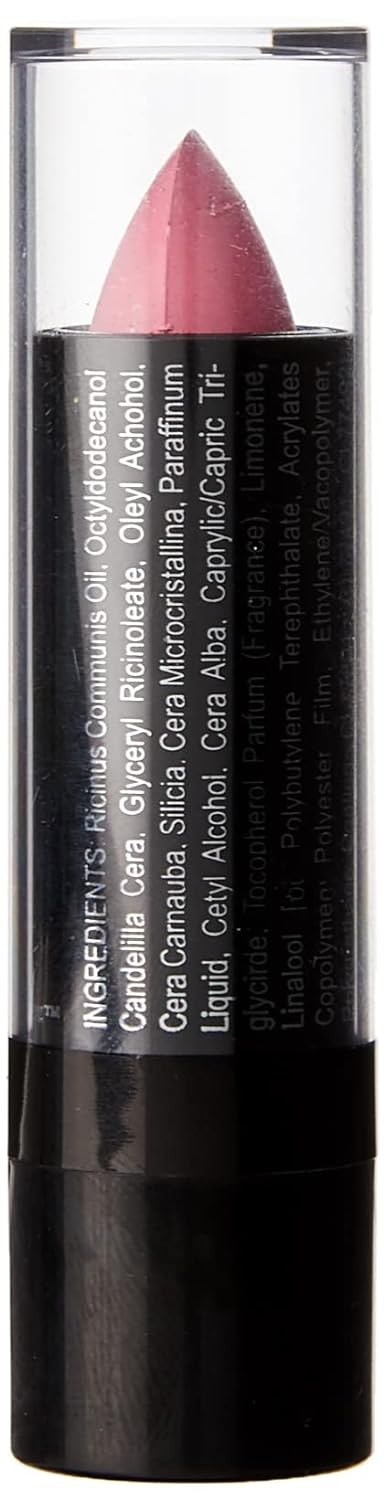 INGREDIENTS: Ricinus Communis Oil, Octyldodecanol
Candelilla Cera, Glyceryl Ricinoleate, Oleyl Achohol,
Cera Carnauba, Silicia, Cera Microcristallina, Paraffinum
Liquid, Cetyl Alcohol, Cera Alba, Caprylic/Capric Tri-
glycirde, Tocopherol Parfum (Fragrance), Limonene,
Linalool Polybutylene Terephthalate, Acrylates
Copolymer Polyester Film, Ethylene/Vacopolymer,
TM